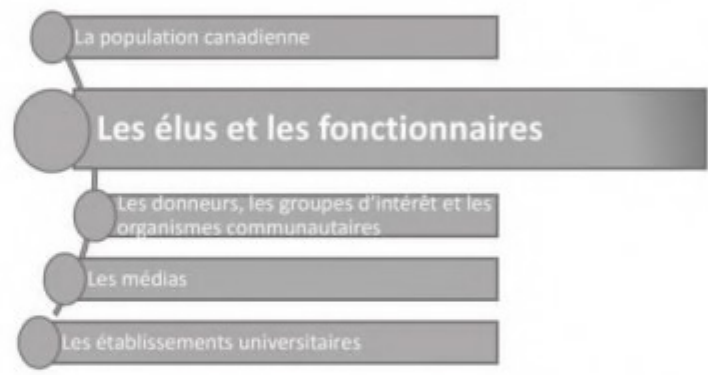 La population canadienne
Les élus et les fonctionnaires
Les donneurs, les groupes d'intérêt et les
organismes communautaires
Les médias
Les établissements universitaires